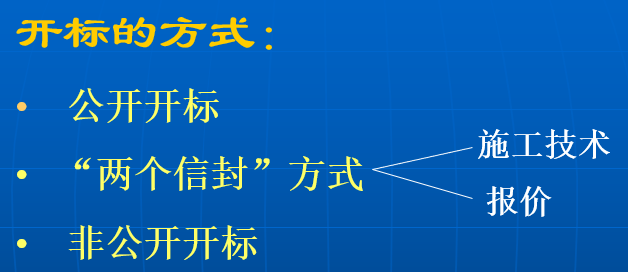 开标的方式：
• 公开开标
• “两个信封”方式
施工技术
报价
• 非公开开标